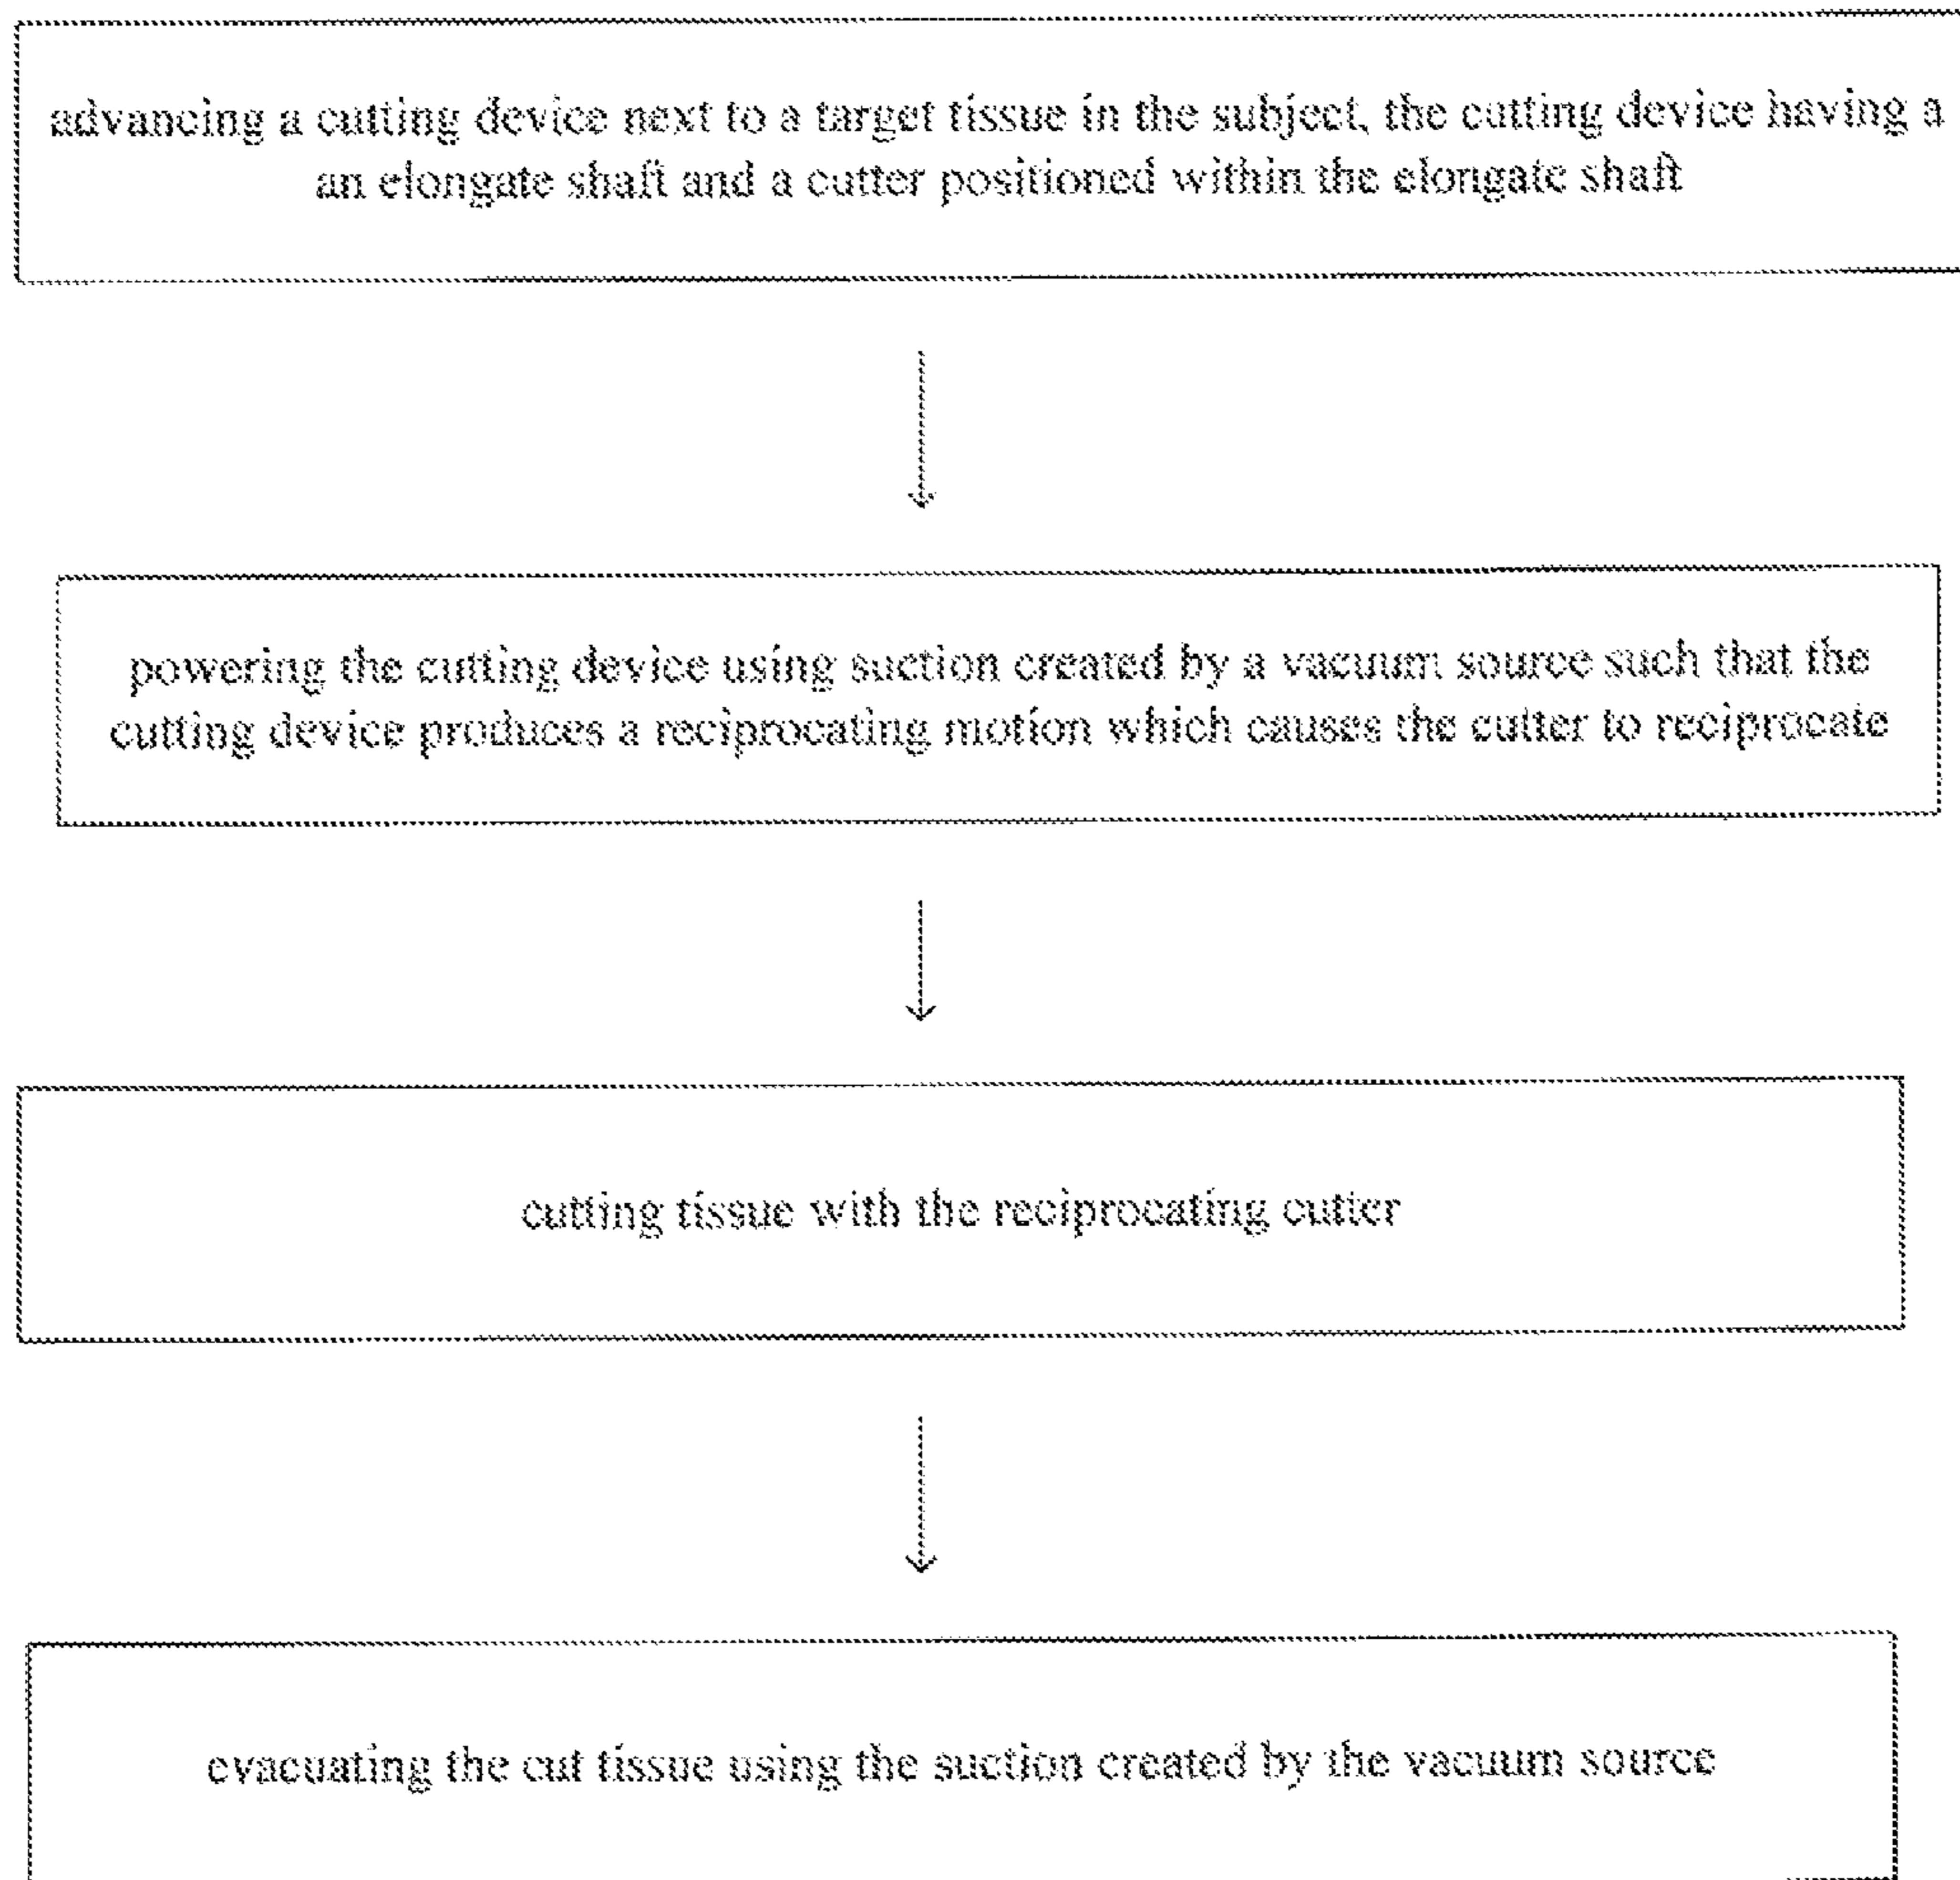 advancing a cutting device next to a target tissue in the subject, the cutting device having a
an elongate shaft and a cutter positioned within the elongate shaft
powering the cutting device using suction created by a vacuum source such that the
cutting device produces a reciprocating motion which causes the cutter to reciprocate
cutting tissue with the reciprocating cutter
evacuating the cut tissue using the suction created by the vacuum source